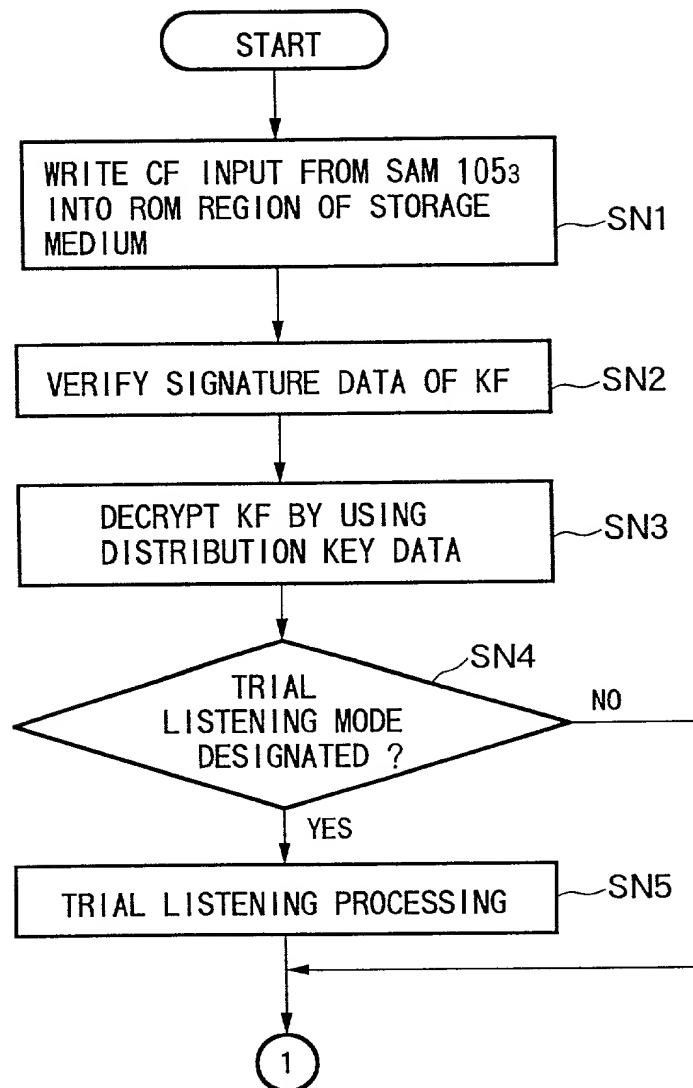 START
WRITE CF INPUT FROM SAM 105₃
INTO ROM REGION OF STORAGE
MEDIUM
SN1
VERIFY SIGNATURE DATA OF KF
SN2
DECRYPT KF BY USING
DISTRIBUTION KEY DATA
SN3
SN4
TRIAL
LISTENING MODE
DESIGNATED ?
NO
YES
TRIAL LISTENING PROCESSING
SN5
1